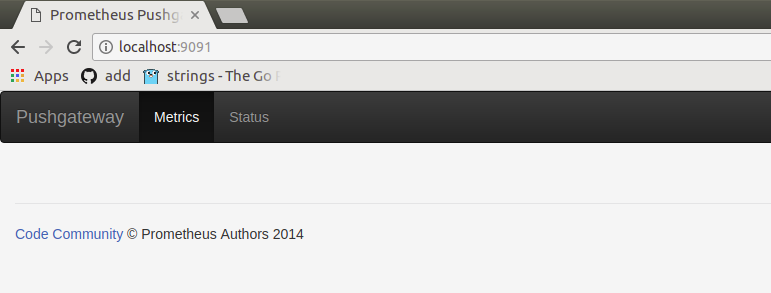 Prometheus Pushg
localhost:9091
Apps add strings - The Go
Pushgateway Metrics Status
Code Community © Prometheus Authors 2014